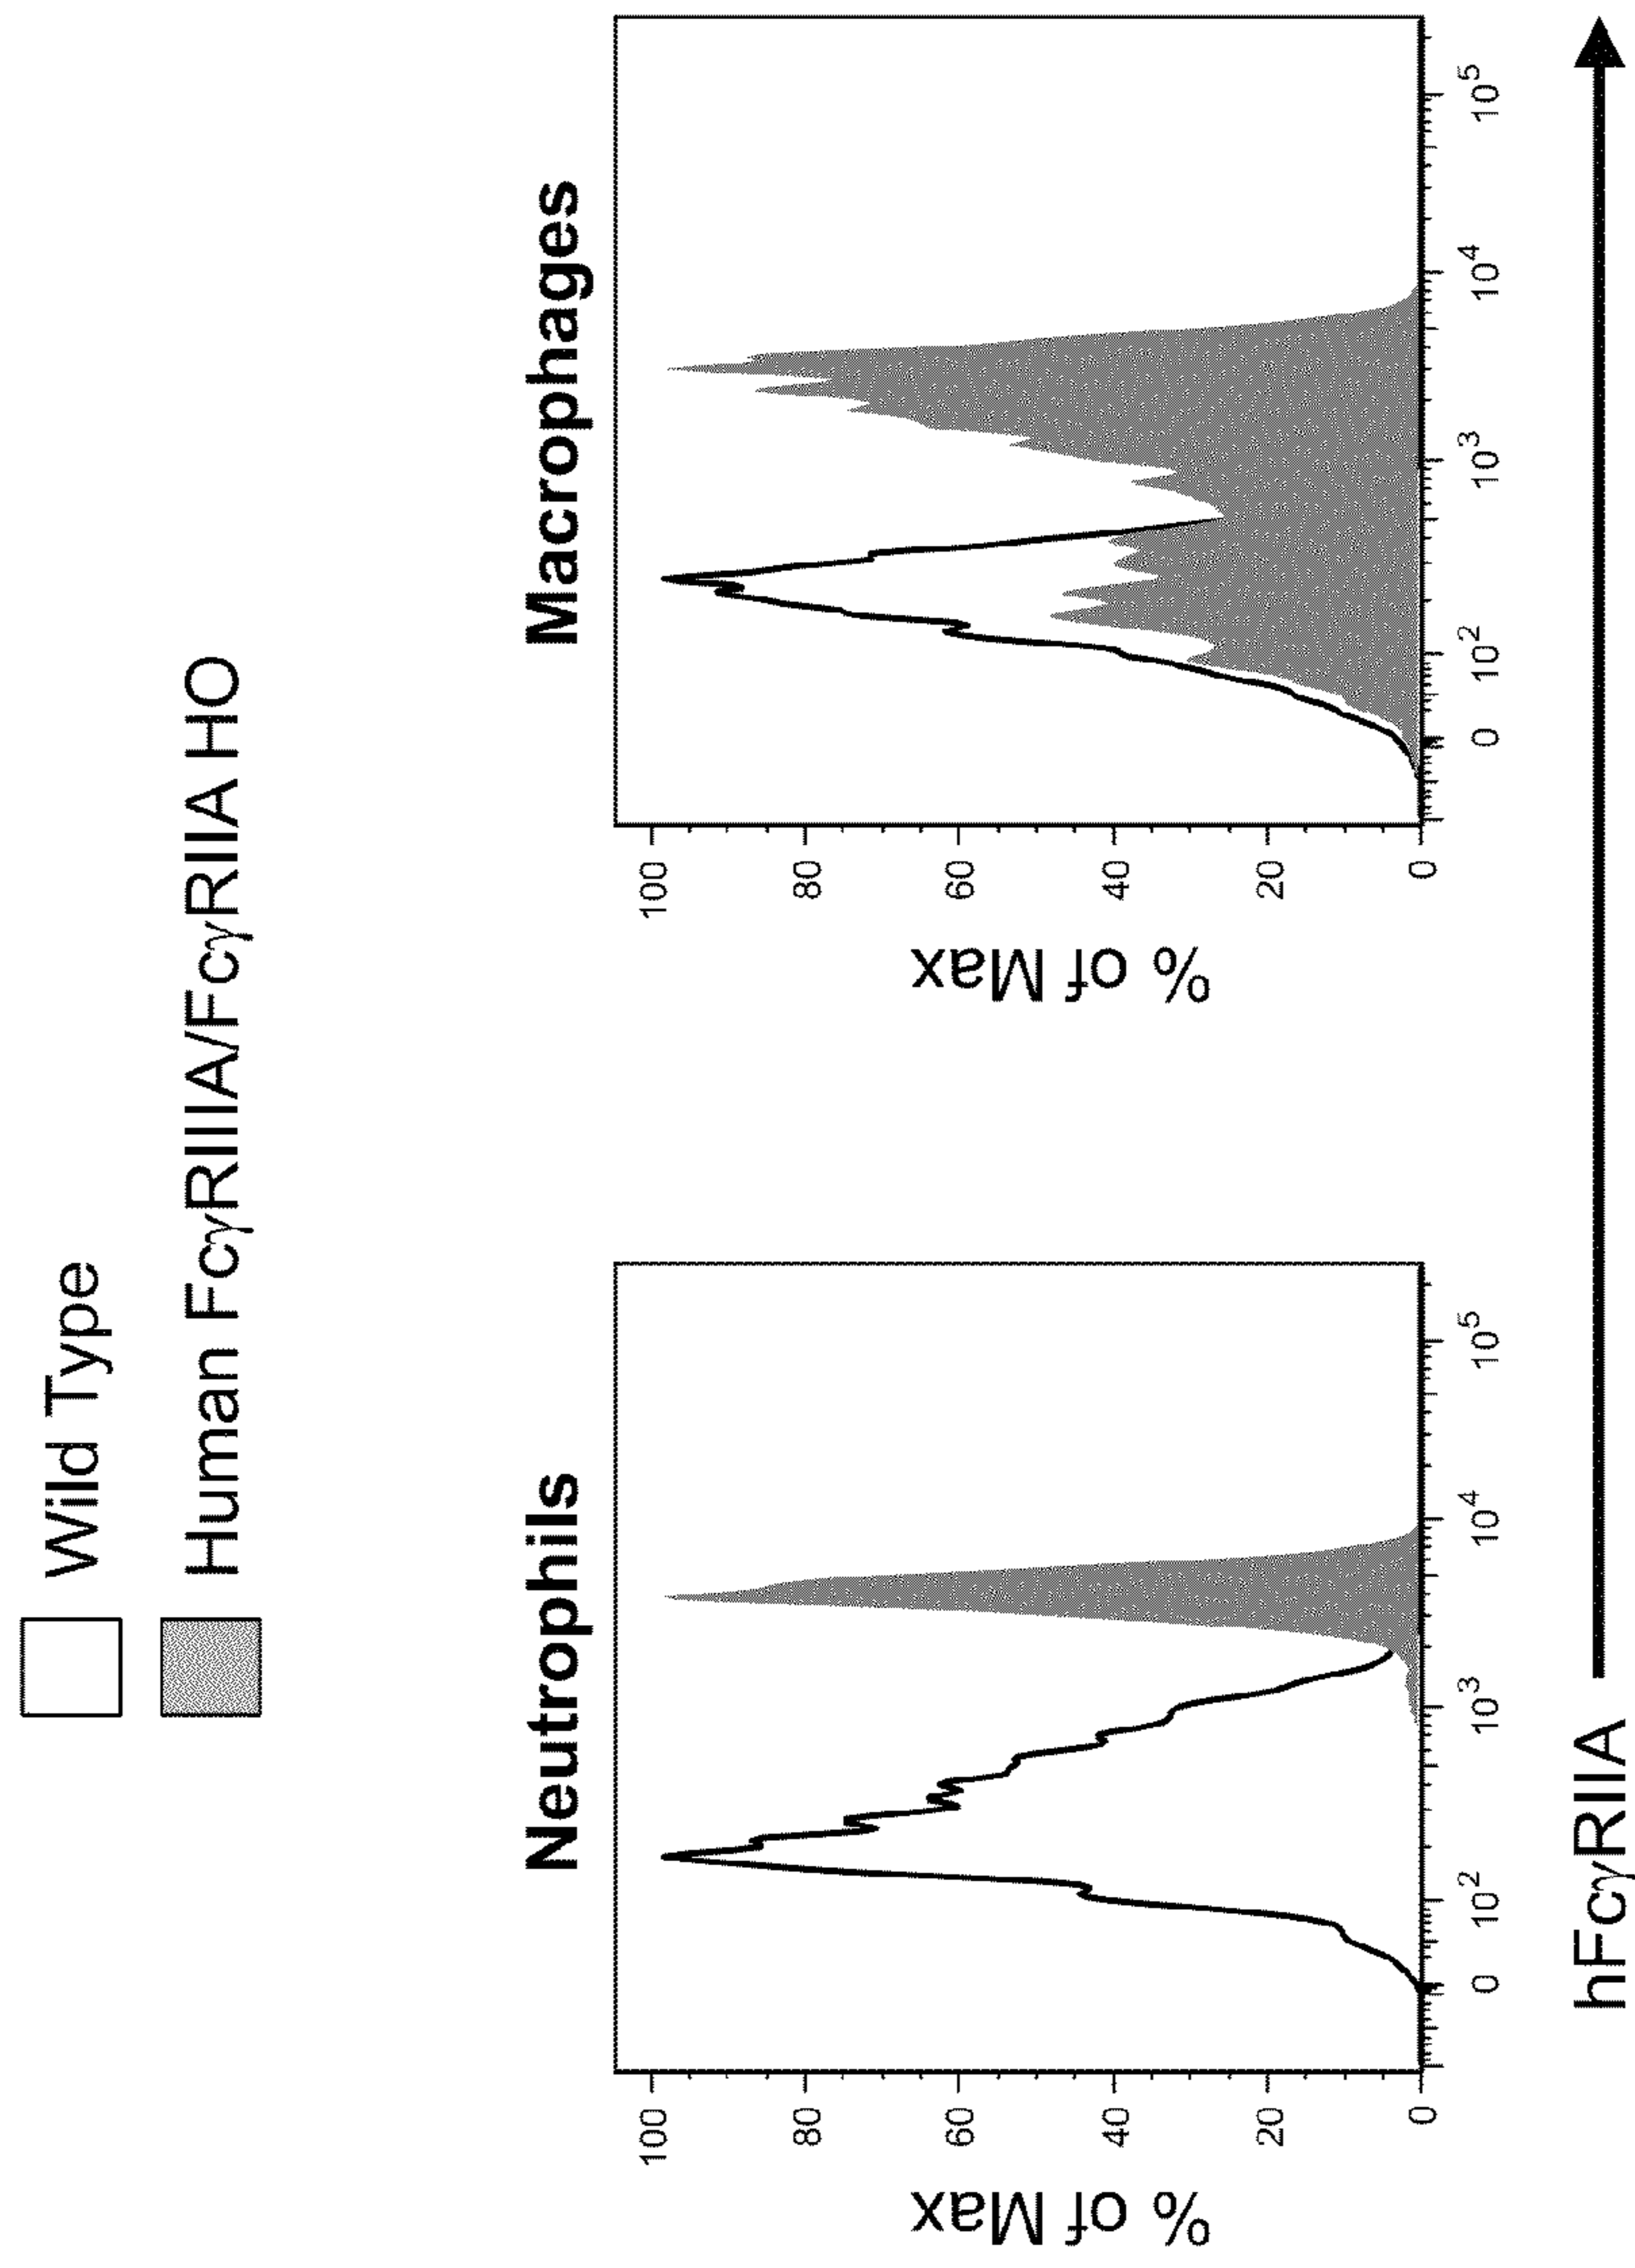 Wild Type
Human FcγRIIIA/FcγRIIA HO
Neutrophils
% of Max
100
80
60
40
20
0
0 10² 10³ 10⁴ 10⁵
Macrophages
% of Max
100
80
60
40
20
0
0 10² 10³ 10⁴ 10⁵
hFcγRIIA